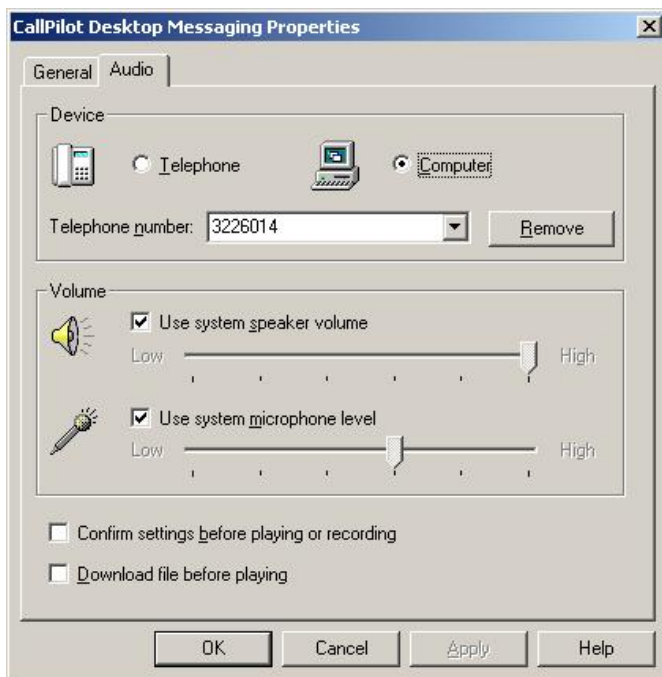 CallPilot Desktop Messaging Properties
General Audio
Device
Telephone Computer
Telephone number: 3226014 Remove
Volume
Use system speaker volume
Low High
Use system microphone level
Low High
Confirm settings before playing or recording
Download file before playing
OK Cancel Apply Help